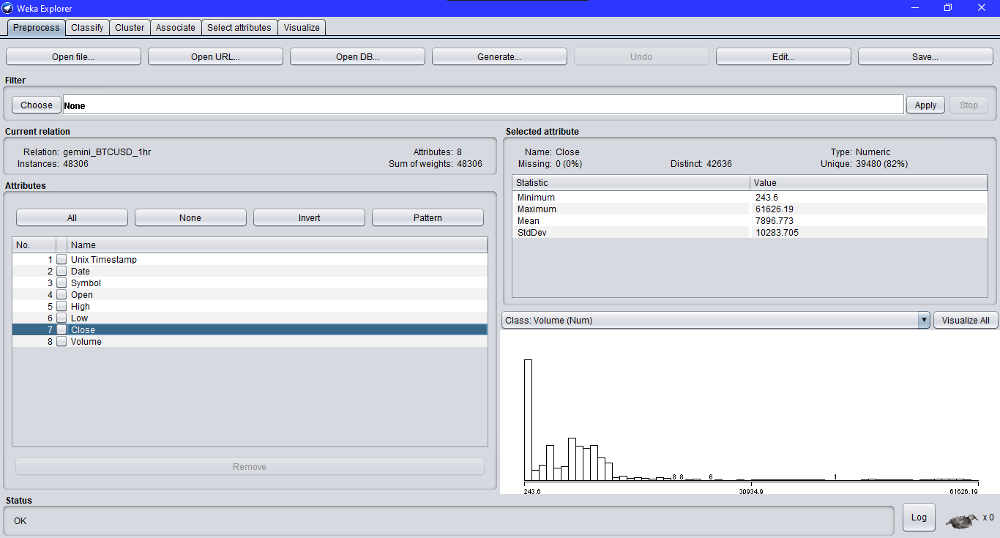 Weka Explorer
Preprocess Classify Cluster Associate Select attributes Visualize
Open file... Open URL... Open DB... Generate... Undo Edit... Save...
Filter
Choose None Apply Stop
Current relation
Relation: gemini_BTCUSD_1hr Attributes: 8
Instances: 48306 Sum of weights: 48306
Attributes
All None Invert Pattern
No. Name
1 Unix Timestamp
2 Date
3 Symbol
4 Open
5 High
6 Low
7 Close
8 Volume
Remove
Selected attribute
Name: Close Type: Numeric
Missing: 0 (0%) Distinct: 42636 Unique: 39480 (82%)
Statistic Value
Minimum 243.6
Maximum 61626.19
Mean 7896.773
StdDev 10283.705
Class: Volume (Num) Visualize All
8 8 6 1
243.6 30934.9 61626.19
Status
OK
Log x 0